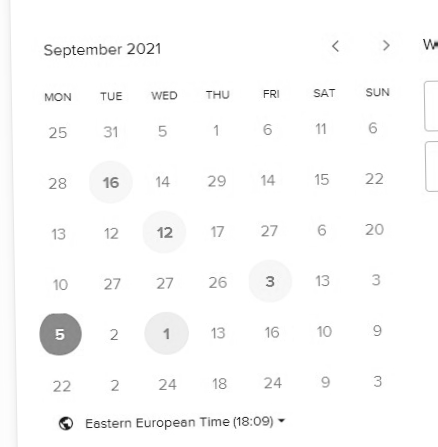 September 2021
MON TUE WED THU FRI SAT SUN
25 31 5 1 6 11 6
28 16 14 29 14 15 22
13 12 12 17 27 6 20
10 27 27 26 3 13 3
5 2 1 13 16 10 9
22 2 24 18 24 9 3
Eastern European Time (18:09)